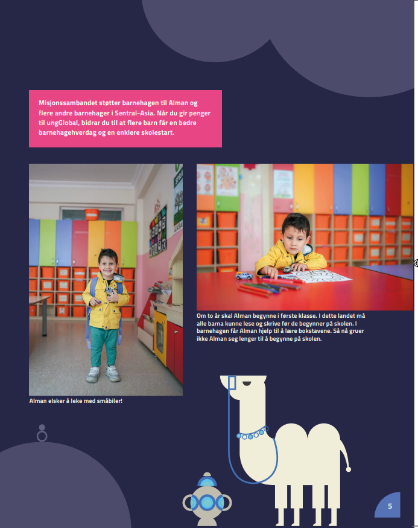 Misjonssambandet støtter barnehagen til Alman og
flere andre barnehager i Sentral-Asia. Når du gir penger
til ungGlobal, bidrar du til at flere barn får en bedre
barnehagehverdag og en enklere skolestart.
Om to år skal Alman begynne i første klasse. I dette landet må
alle barna kunne lese og skrive før de begynner på skolen. I
barnehagen får Alman hjelp til å lære bokstavene. Så nå gruer
ikke Alman seg lenger til å begynne på skolen.
Alman elsker å leke med småbiler!
5